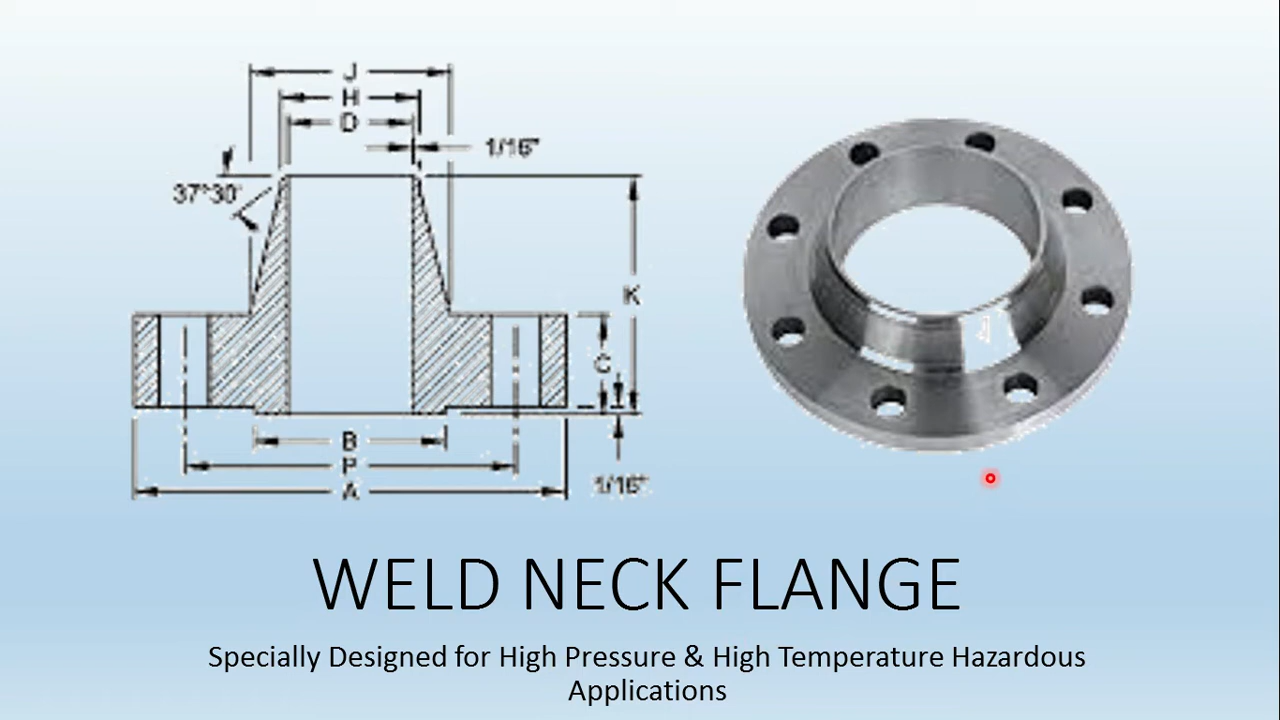 J
H
D
1/16"
37°30'
K
C
B
P
A
1/16"
WELD NECK FLANGE
Specially Designed for High Pressure & High Temperature Hazardous
Applications